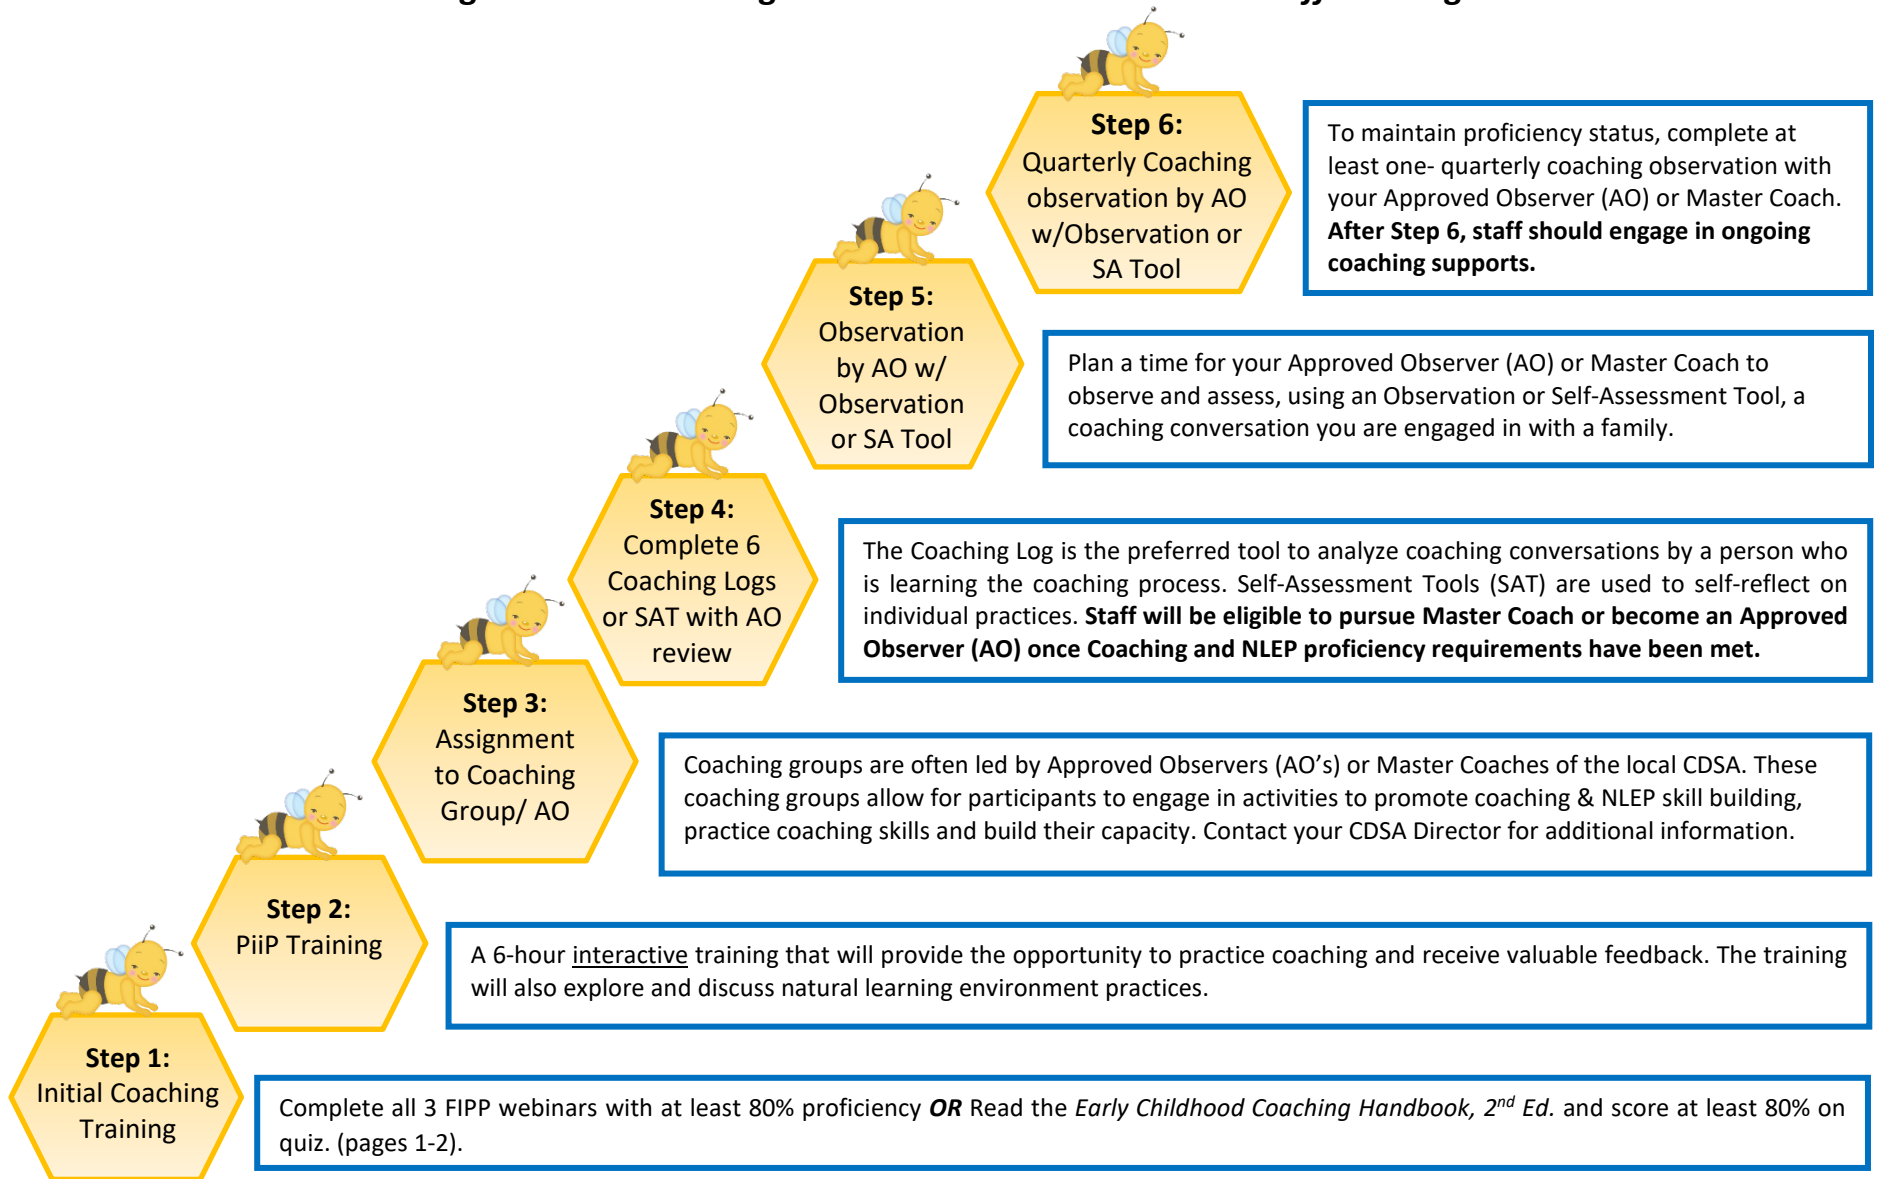 Step 6:
Quarterly Coaching
observation by AO
w/Observation or
SA Tool
To maintain proficiency status, complete at
least one- quarterly coaching observation with
your Approved Observer (AO) or Master Coach.
After Step 6, staff should engage in ongoing
coaching supports.
Step 5:
Observation
by AO w/
Observation
or SA Tool
Plan a time for your Approved Observer (AO) or Master Coach to
observe and assess, using an Observation or Self-Assessment Tool, a
coaching conversation you are engaged in with a family.
Step 4:
Complete 6
Coaching Logs
or SAT with AO
review
The Coaching Log is the preferred tool to analyze coaching conversations by a person who
is learning the coaching process. Self-Assessment Tools (SAT) are used to self-reflect on
individual practices. Staff will be eligible to pursue Master Coach or become an Approved
Observer (AO) once Coaching and NLEP proficiency requirements have been met.
Step 3:
Assignment
to Coaching
Group/ AO
Coaching groups are often led by Approved Observers (AO’s) or Master Coaches of the local CDSA. These
coaching groups allow for participants to engage in activities to promote coaching & NLEP skill building,
practice coaching skills and build their capacity. Contact your CDSA Director for additional information.
Step 2:
PiiP Training
A 6-hour interactive training that will provide the opportunity to practice coaching and receive valuable feedback. The training
will also explore and discuss natural learning environment practices.
Step 1:
Initial Coaching
Training
Complete all 3 FIPP webinars with at least 80% proficiency OR Read the Early Childhood Coaching Handbook, 2nd Ed. and score at least 80% on
quiz. (pages 1-2).